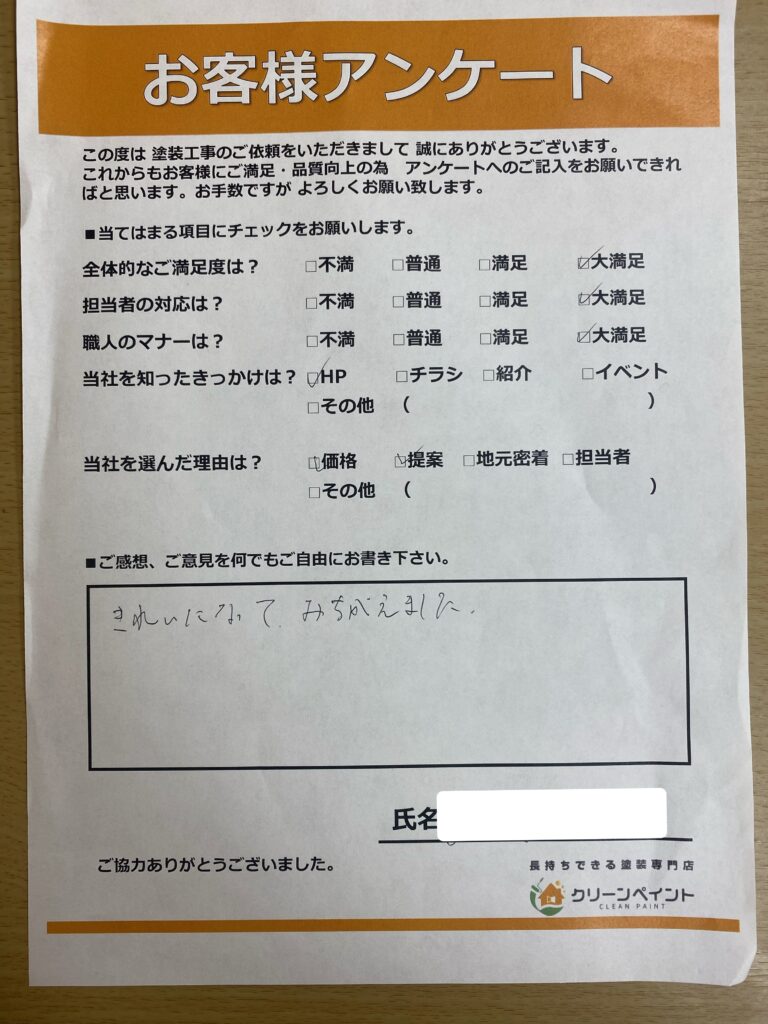 お客様アンケート
この度は 塗装工事のご依頼をいただきまして 誠にありがとうございます。
これからもお客様にご満足・品質向上の為　アンケートへのご記入をお願いできれ
ばと思います。お手数ですが よろしくお願い致します。
■当てはまる項目にチェックをお願いします。
全体的なご満足度は？ □不満 □普通 □満足 ☑大満足
担当者の対応は？ □不満 □普通 □満足 ☑大満足
職人のマナーは？ □不満 □普通 □満足 ☑大満足
当社を知ったきっかけは？ ☑HP □チラシ □紹介 □イベント
□その他 （ ）
当社を選んだ理由は？ ☑価格 ☑提案 □地元密着 □担当者
□その他 （ ）
■ご感想、ご意見を何でもご自由にお書き下さい。
きれいになって、みちがえました.
氏名
ご協力ありがとうございました。
長持ちできる塗装専門店
クリーンペイント
CLEAN PAINT